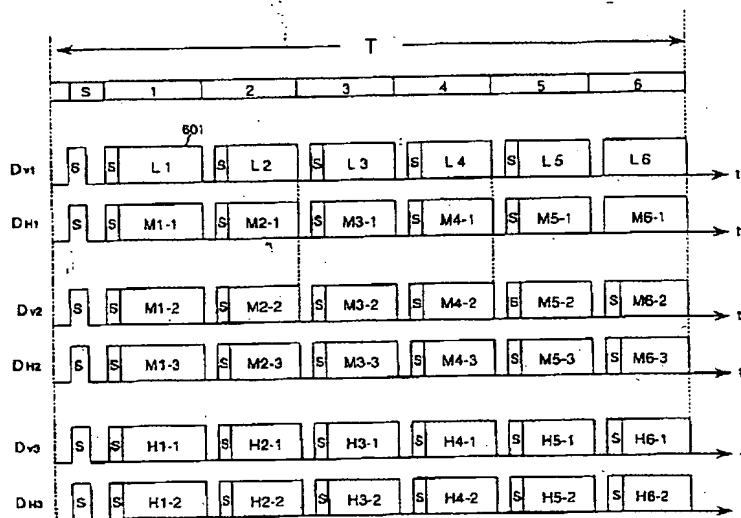 T
S 1 2 3 4 5 6
601
DV1 S S L1 S L2 S L3 S L4 S L5 L6 t
DH1 S S M1-1 S M2-1 S M3-1 S M4-1 S M5-1 M6-1 t
DV2 S S M1-2 S M2-2 S M3-2 S M4-2 S M5-2 S M6-2 t
DH2 S S M1-3 S M2-3 S M3-3 S M4-3 S M5-3 S M6-3 t
DV3 S S H1-1 S H2-1 S H3-1 S H4-1 S H5-1 S H6-1
DH3 S S H1-2 S H2-2 S H3-2 S H4-2 S H5-2 S H6-2